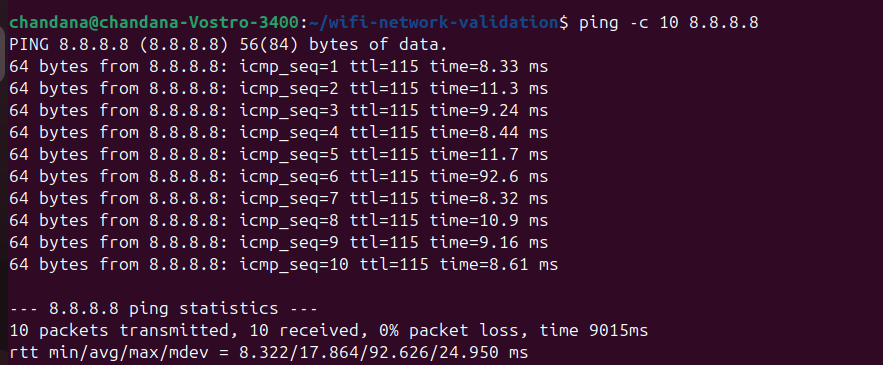 chandana@chandana-Vostro-3400:~/wifi-network-validation$ ping -c 10 8.8.8.8
PING 8.8.8.8 (8.8.8.8) 56(84) bytes of data.
64 bytes from 8.8.8.8: icmp_seq=1 ttl=115 time=8.33 ms
64 bytes from 8.8.8.8: icmp_seq=2 ttl=115 time=11.3 ms
64 bytes from 8.8.8.8: icmp_seq=3 ttl=115 time=9.24 ms
64 bytes from 8.8.8.8: icmp_seq=4 ttl=115 time=8.44 ms
64 bytes from 8.8.8.8: icmp_seq=5 ttl=115 time=11.7 ms
64 bytes from 8.8.8.8: icmp_seq=6 ttl=115 time=92.6 ms
64 bytes from 8.8.8.8: icmp_seq=7 ttl=115 time=8.32 ms
64 bytes from 8.8.8.8: icmp_seq=8 ttl=115 time=10.9 ms
64 bytes from 8.8.8.8: icmp_seq=9 ttl=115 time=9.16 ms
64 bytes from 8.8.8.8: icmp_seq=10 ttl=115 time=8.61 ms
--- 8.8.8.8 ping statistics ---
10 packets transmitted, 10 received, 0% packet loss, time 9015ms
rtt min/avg/max/mdev = 8.322/17.864/92.626/24.950 ms